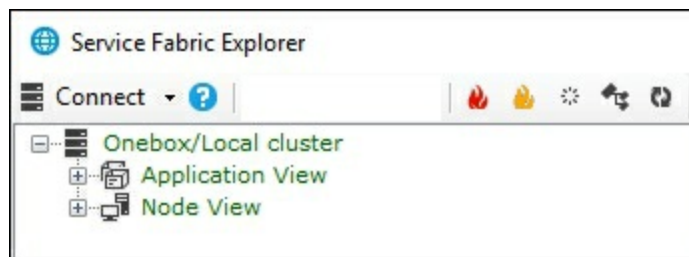 Service Fabric Explorer
Connect ?
Onebox/Local cluster
Application View
Node View